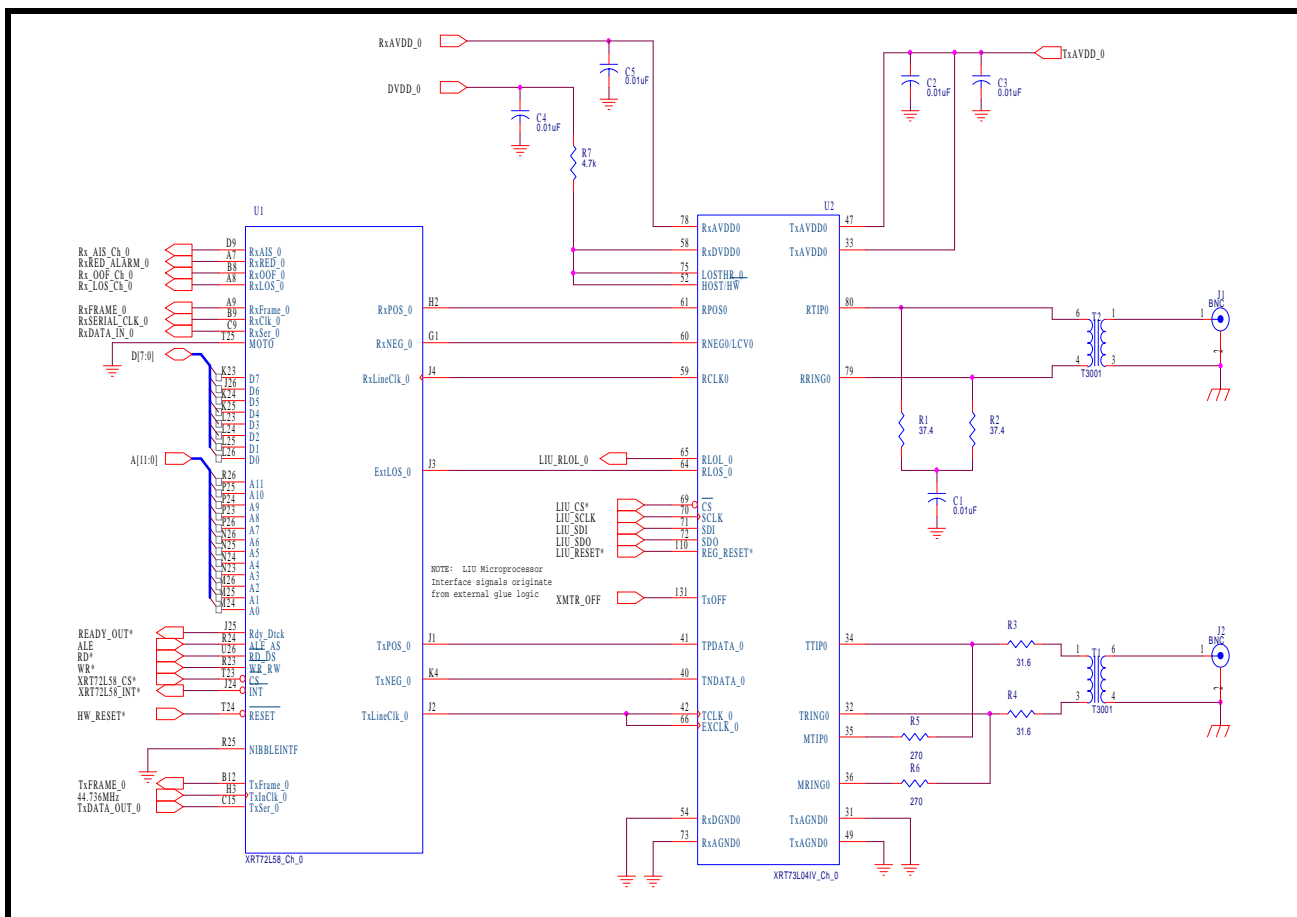 RxAVDD_0
TxAVDD_0
DVDD_0
C5
0.01uF
C2
0.01uF
C3
0.01uF
C4
0.01uF
R7
4.7k
U1
U2
Rx_AIS_Ch_0 D9 RxAIS_0
RxRED_ALARM_0 A7 RxRED_0
Rx_OOF_Ch_0 B8 RxOOF_0
Rx_LOS_Ch_0 A8 RxLOS_0
RxFRAME_0 A9 RxFrame_0
RxSERIAL_CLK_0 B9 RxClk_0
RxDATA_IN_0 C9 RxSer_0
T25 MOTO
D[7:0]
K23 D7
J26 D6
K24 D5
K25 D4
L23 D3
L24 D2
L25 D1
L26 D0
A[11:0]
R26 A11
P25 A10
P24 A9
P23 A8
P26 A7
N26 A6
N25 A5
N24 A4
N23 A3
M26 A2
M25 A1
M24 A0
READY_OUT* J25 Rdy_Dtck
ALE R24 ALE_AS
RD* U26 RD_DS
WR* R23 WR_RW
XRT72L58_CS* T23 CS
XRT72L58_INT* J24 INT
HW_RESET* T24 RESET
R25 NIBBLEINTF
TxFRAME_0 B12 TxFrame_0
44.736MHz H3 TxInClk_0
TxDATA_OUT_0 C15 TxSer_0
XRT72L58_Ch_0
RxPOS_0 H2
RxNEG_0 G1
RxLineClk_0 J4
ExtLOS_0 J3
TxPOS_0 J1
TxNEG_0 K4
TxLineClk_0 J2
NOTE: LIU Microprocessor
Interface signals originate
from external glue logic
78 RxAVDD0
58 RxDVDD0
75 LOSTHR_0
52 HOST/HW
61 RPOS0
60 RNEG0/LCV0
59 RCLK0
LIU_RLOL_0 65 RLOL_0
64 RLOS_0
LIU_CS* 69 CS
LIU_SCLK 70 SCLK
LIU_SDI 71 SDI
LIU_SDO 72 SDO
LIU_RESET* 110 REG_RESET*
XMTR_OFF 131 TxOFF
41 TPDATA_0
40 TNDATA_0
42 TCLK_0
66 EXCLK_0
54 RxDGND0
73 RxAGND0
TxAVDD0 47
TxAVDD0 33
RTIP0 80
RRING0 79
TTIP0 34
TRING0 32
MTIP0 35
MRING0 36
TxAGND0 31
TxAGND0 49
XRT73L04IV_Ch_0
R1
37.4
R2
37.4
C1
0.01uF
6 T2 1
4 3
T3001
J1
BNC
1
2
R3
31.6
R4
31.6
R5
270
R6
270
1 T1 6
3 4
T3001
J2
BNC
1
2